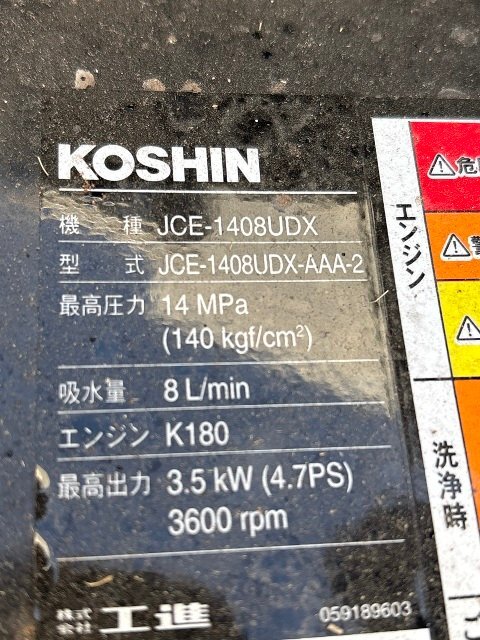 KOSHIN
機種 JCE-1408UDX
型式 JCE-1408UDX-AAA-2
最高圧力 14 MPa
(140 kgf/cm²)
吸水量 8 L/min
エンジン K180
最高出力 3.5 kW (4.7PS)
3600 rpm
株式会社 工進 059189603
エンジン
危
警
洗浄時